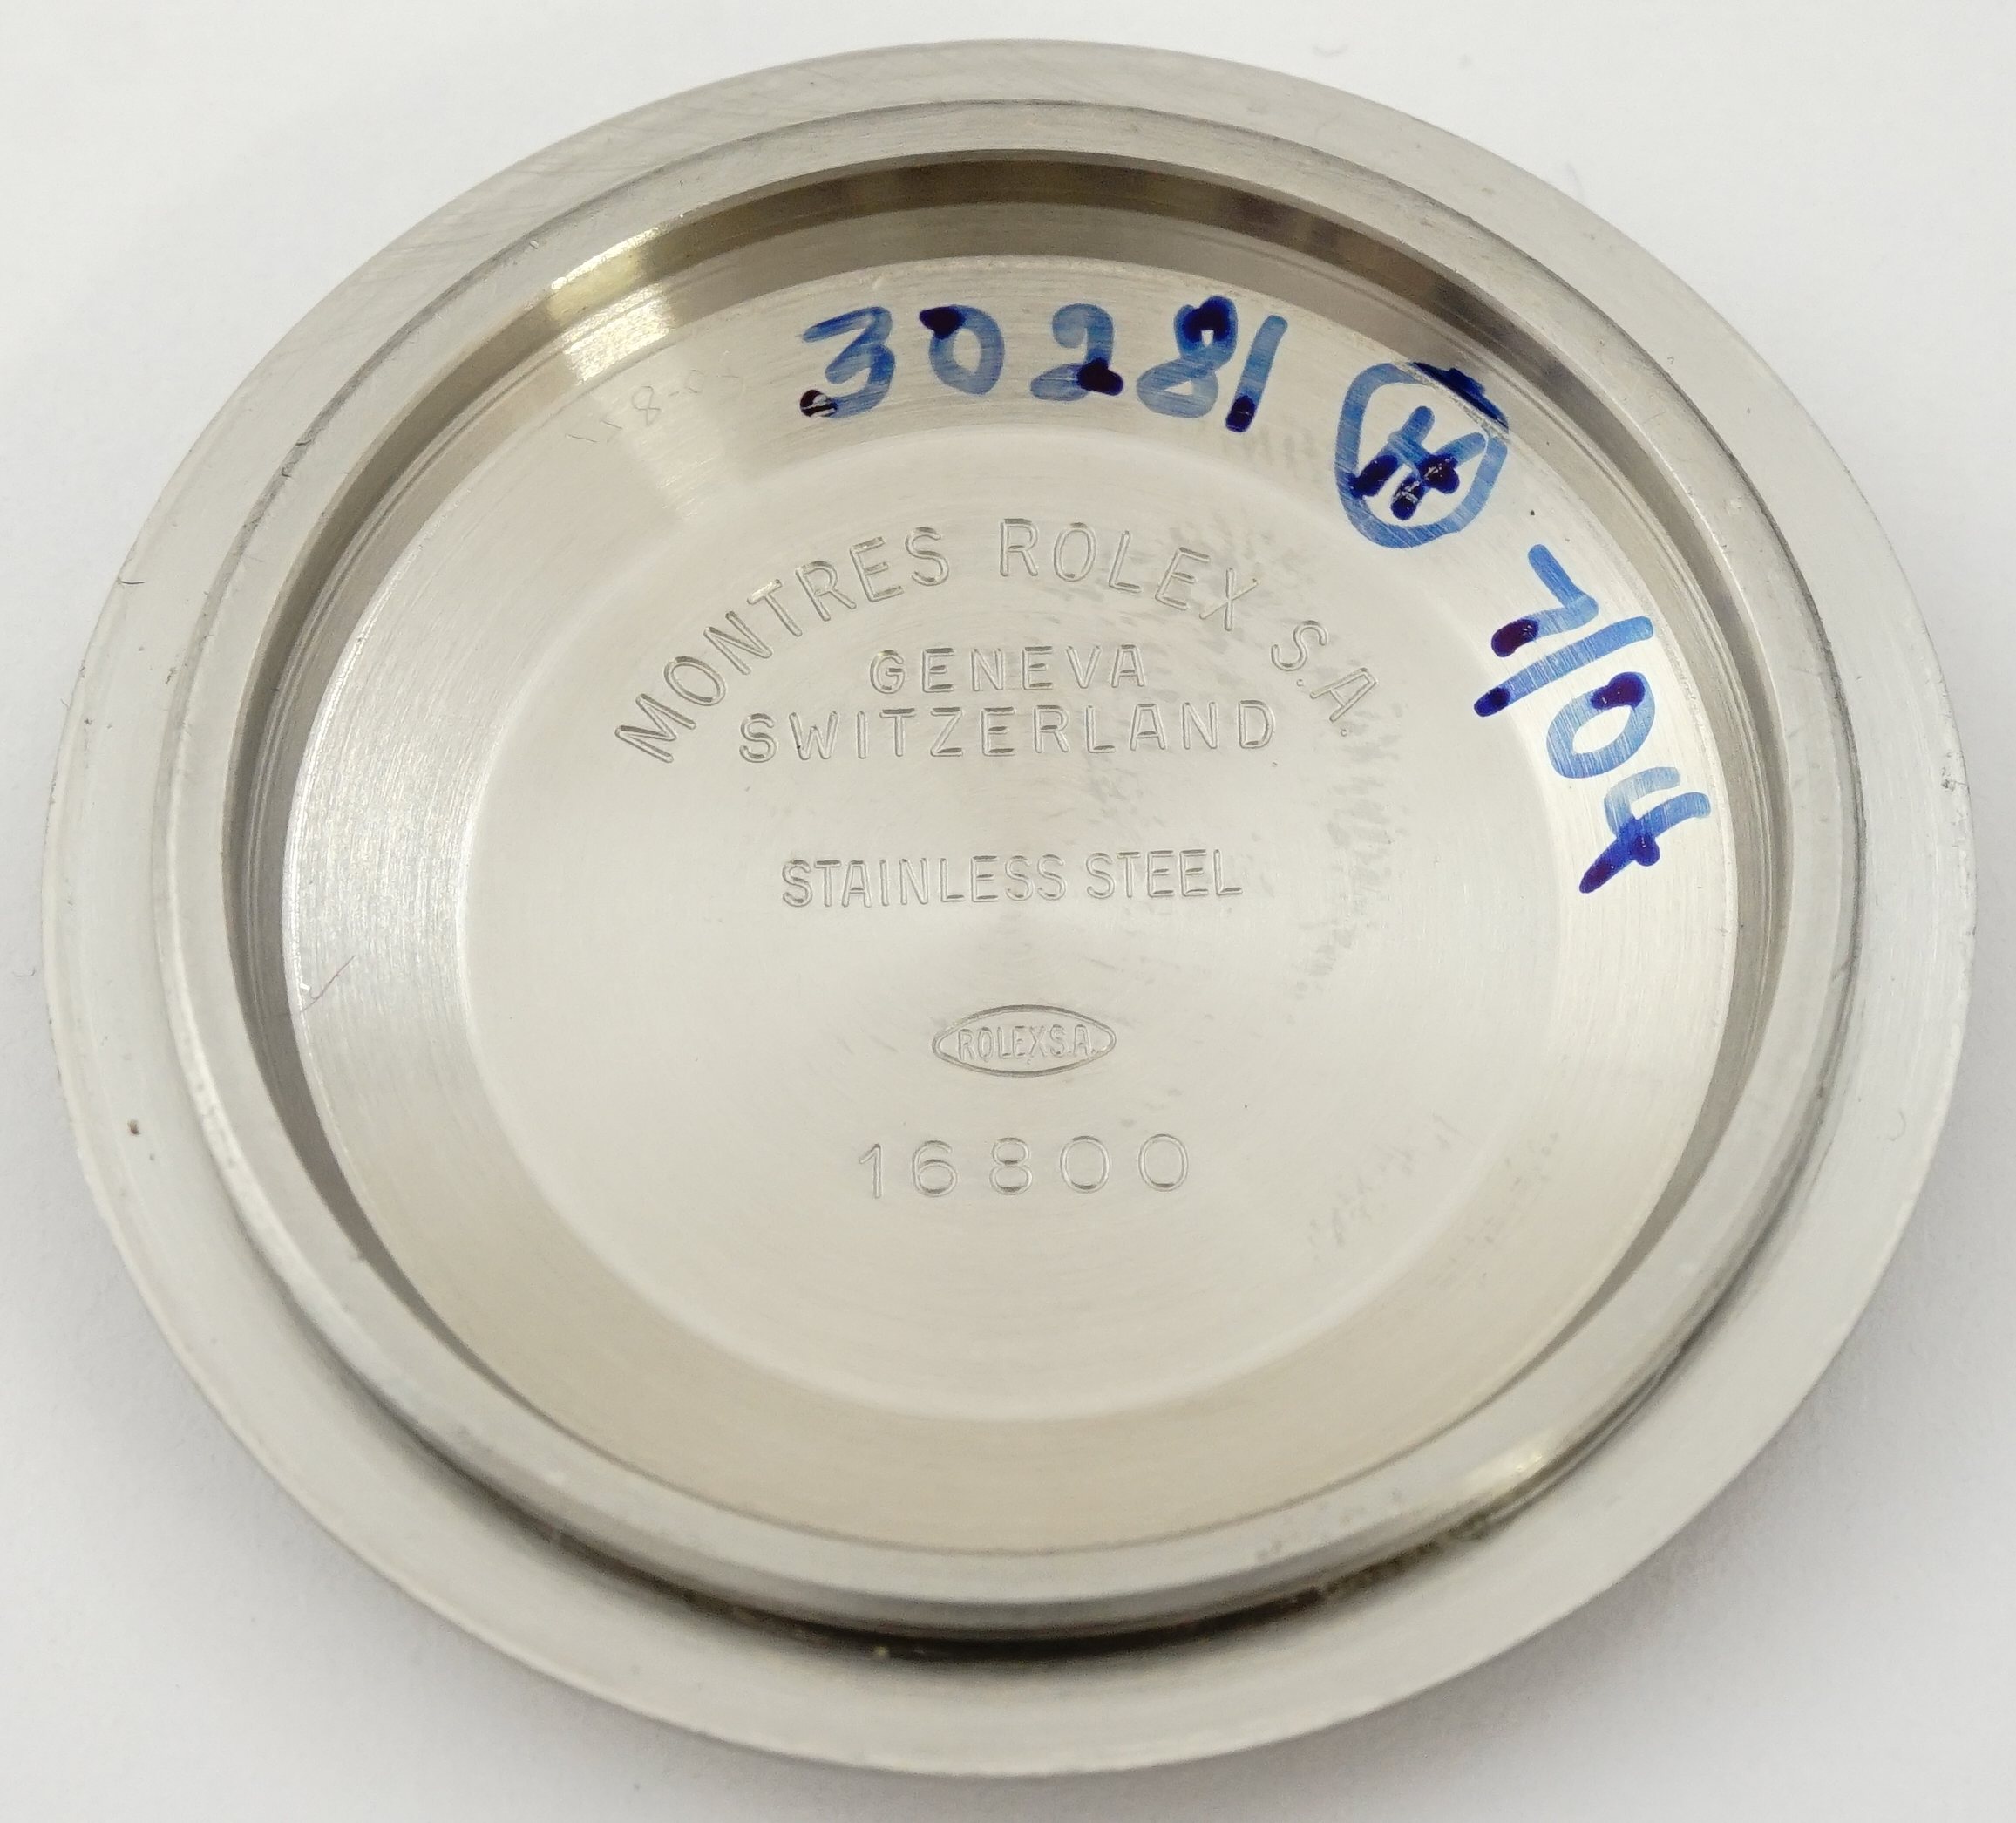 30281 H 7/04
MONTRES ROLEX S.A.
GENEVA
SWITZERLAND
STAINLESS STEEL
ROLEX S.A.
16800